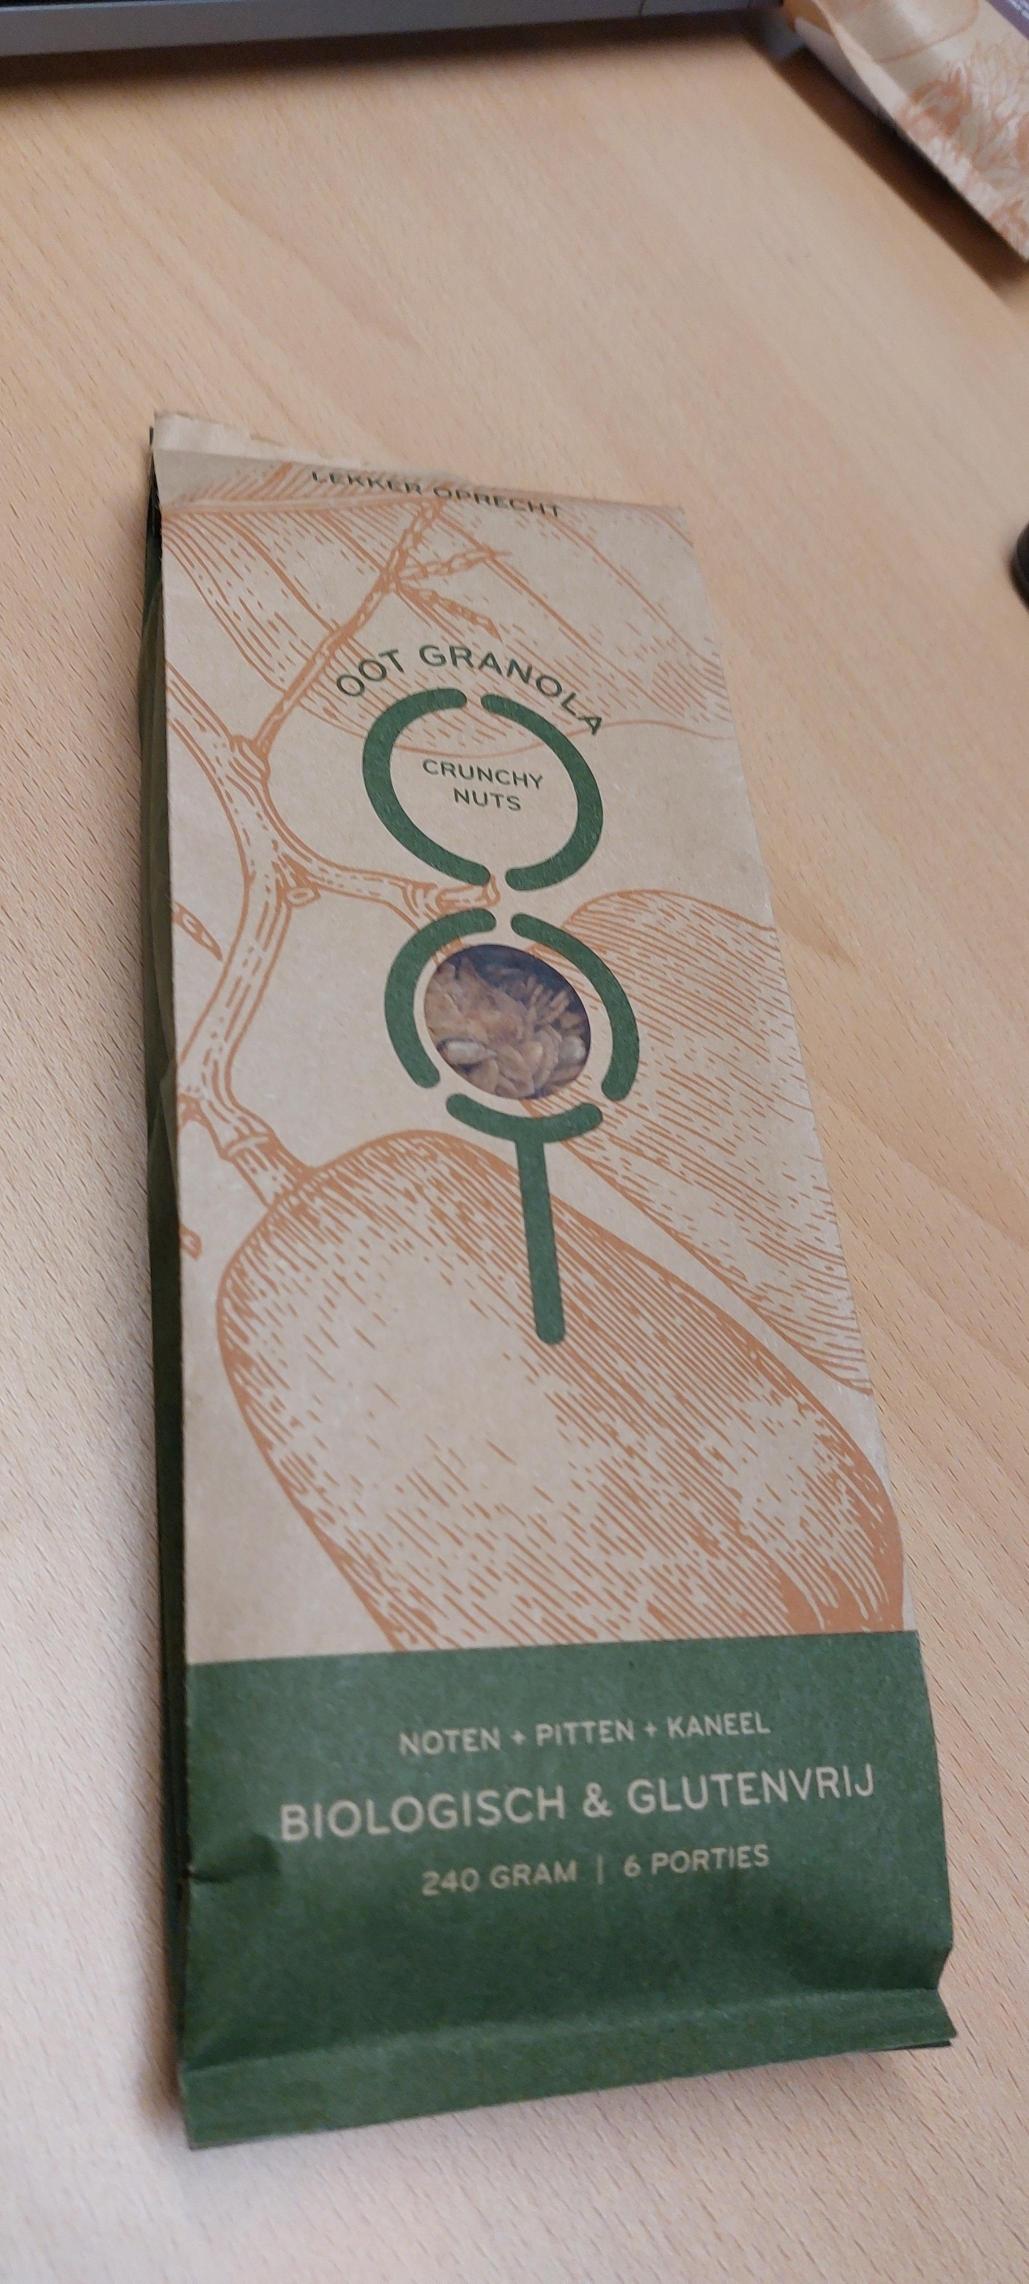 LEKKER OPRECHT
OOT GRANOLA
CRUNCHY
NUTS
NOTEN + PITTEN + KANEEL
BIOLOGISCH & GLUTENVRIJ
240 GRAM | 6 PORTIES